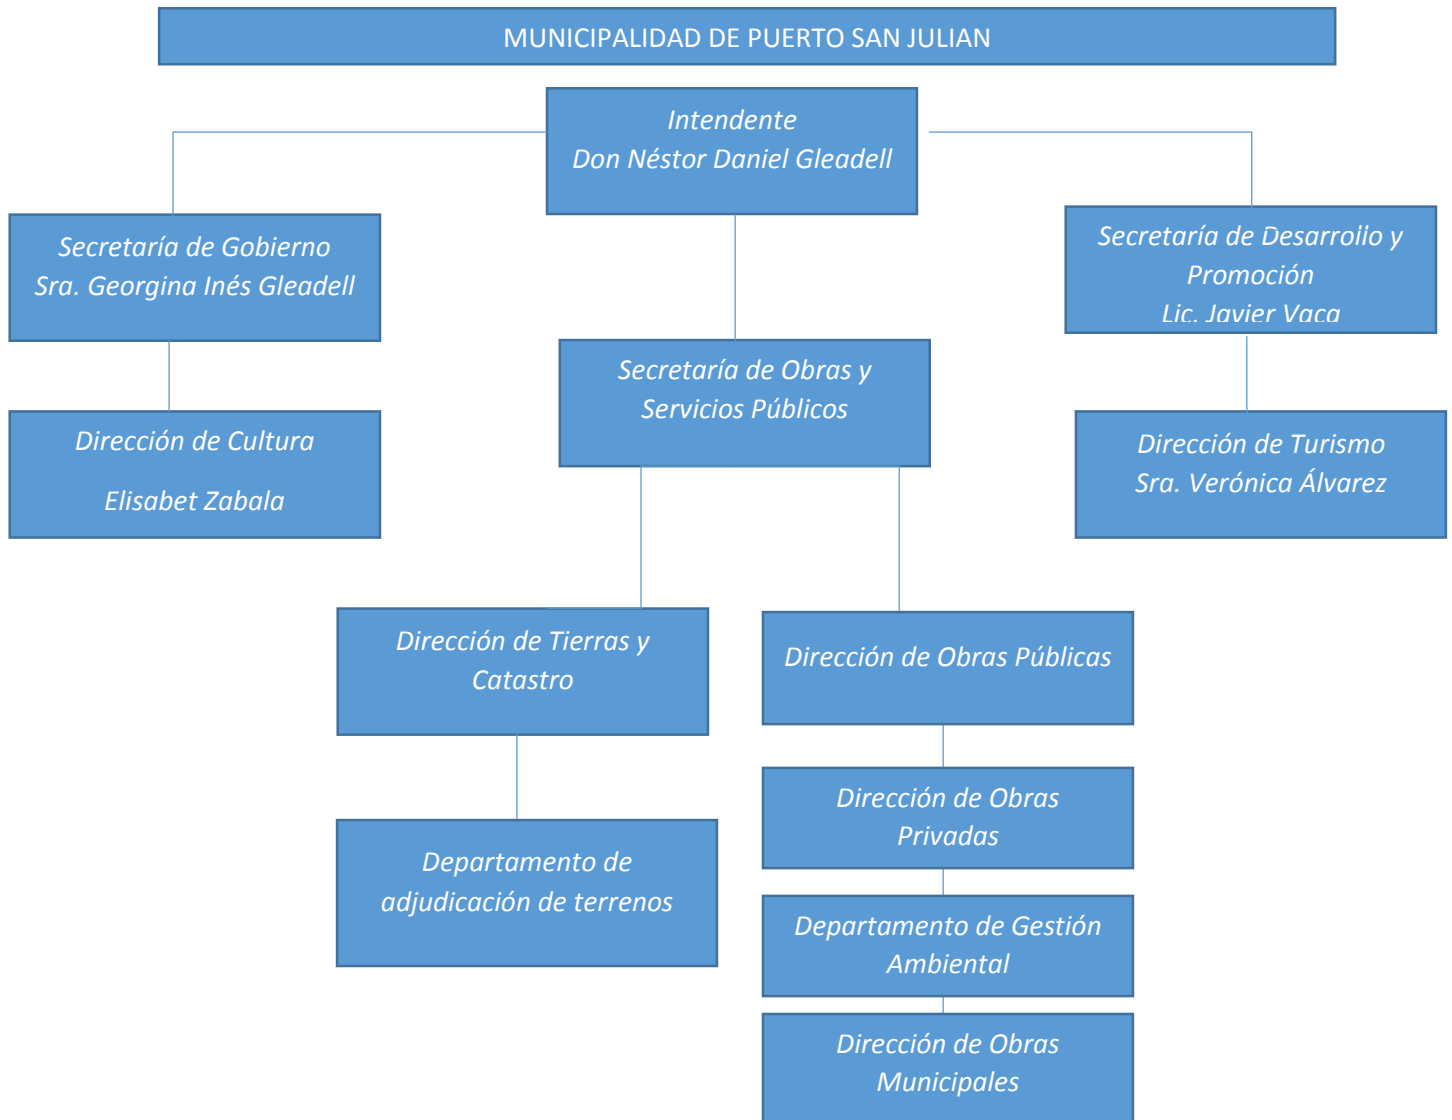 MUNICIPALIDAD DE PUERTO SAN JULIAN
Intendente
Don Néstor Daniel Gleadell
Secretaría de Gobierno
Sra. Georgina Inés Gleadell
Secretaría de Desarrollo y
Promoción
Lic. Javier Vaca
Secretaría de Obras y
Servicios Públicos
Dirección de Cultura
Elisabet Zabala
Dirección de Turismo
Sra. Verónica Álvarez
Dirección de Tierras y
Catastro
Dirección de Obras Públicas
Dirección de Obras
Privadas
Departamento de
adjudicación de terrenos
Departamento de Gestión
Ambiental
Dirección de Obras
Municipales